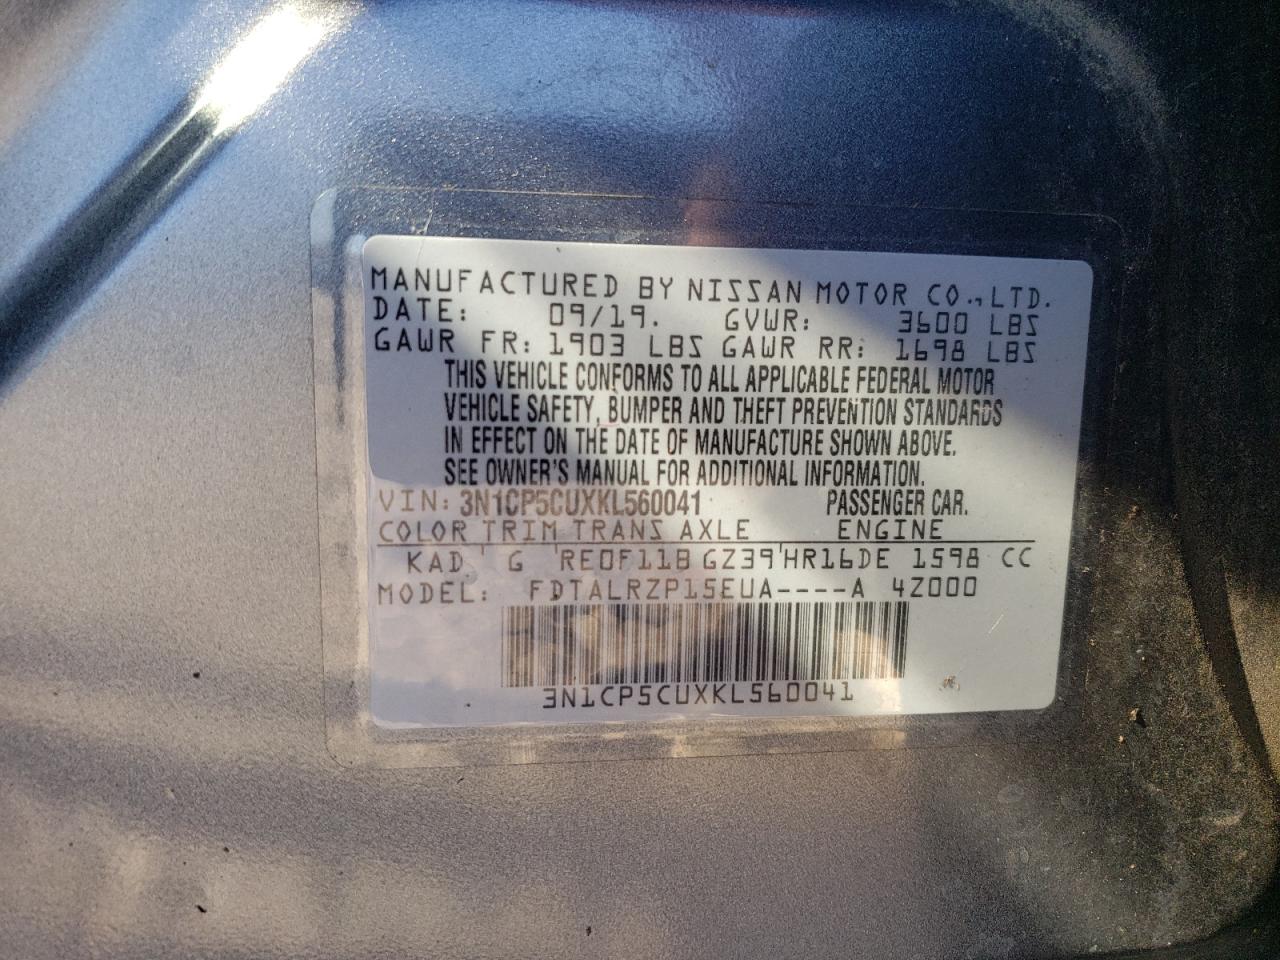 MANUFACTURED BY NISSAN MOTOR CO.,LTD.
DATE: 09/19. GVWR: 3600 LBS
GAWR FR: 1903 LBS GAWR RR: 1698 LBS
THIS VEHICLE CONFORMS TO ALL APPLICABLE FEDERAL MOTOR
VEHICLE SAFETY, BUMPER AND THEFT PREVENTION STANDARDS
IN EFFECT ON THE DATE OF MANUFACTURE SHOWN ABOVE.
SEE OWNER'S MANUAL FOR ADDITIONAL INFORMATION.
VIN: 3N1CP5CUXKL560041 PASSENGER CAR.
COLOR TRIM TRANS AXLE ENGINE
KAD ' G 'RE0F11B GZ39'HR16DE 1598 CC
MODEL: FDTALRZP15EUA----A 4Z000
3N1CP5CUXKL560041